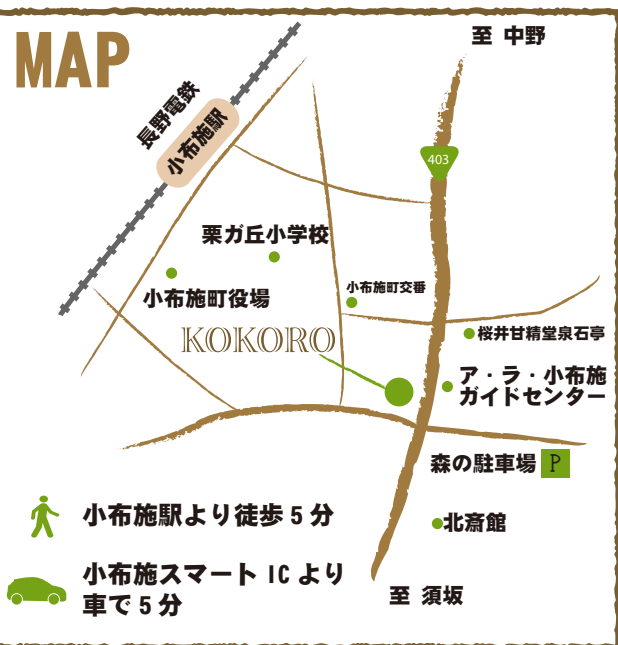 MAP
至 中野
長野電鉄
小布施駅
403
栗ガ丘小学校
小布施町役場
小布施町交番
KOKORO
桜井甘精堂泉石亭
ア・ラ・小布施
ガイドセンター
森の駐車場 P
小布施駅より徒歩 5 分
北斎館
小布施スマート IC より
車で 5 分
至 須坂